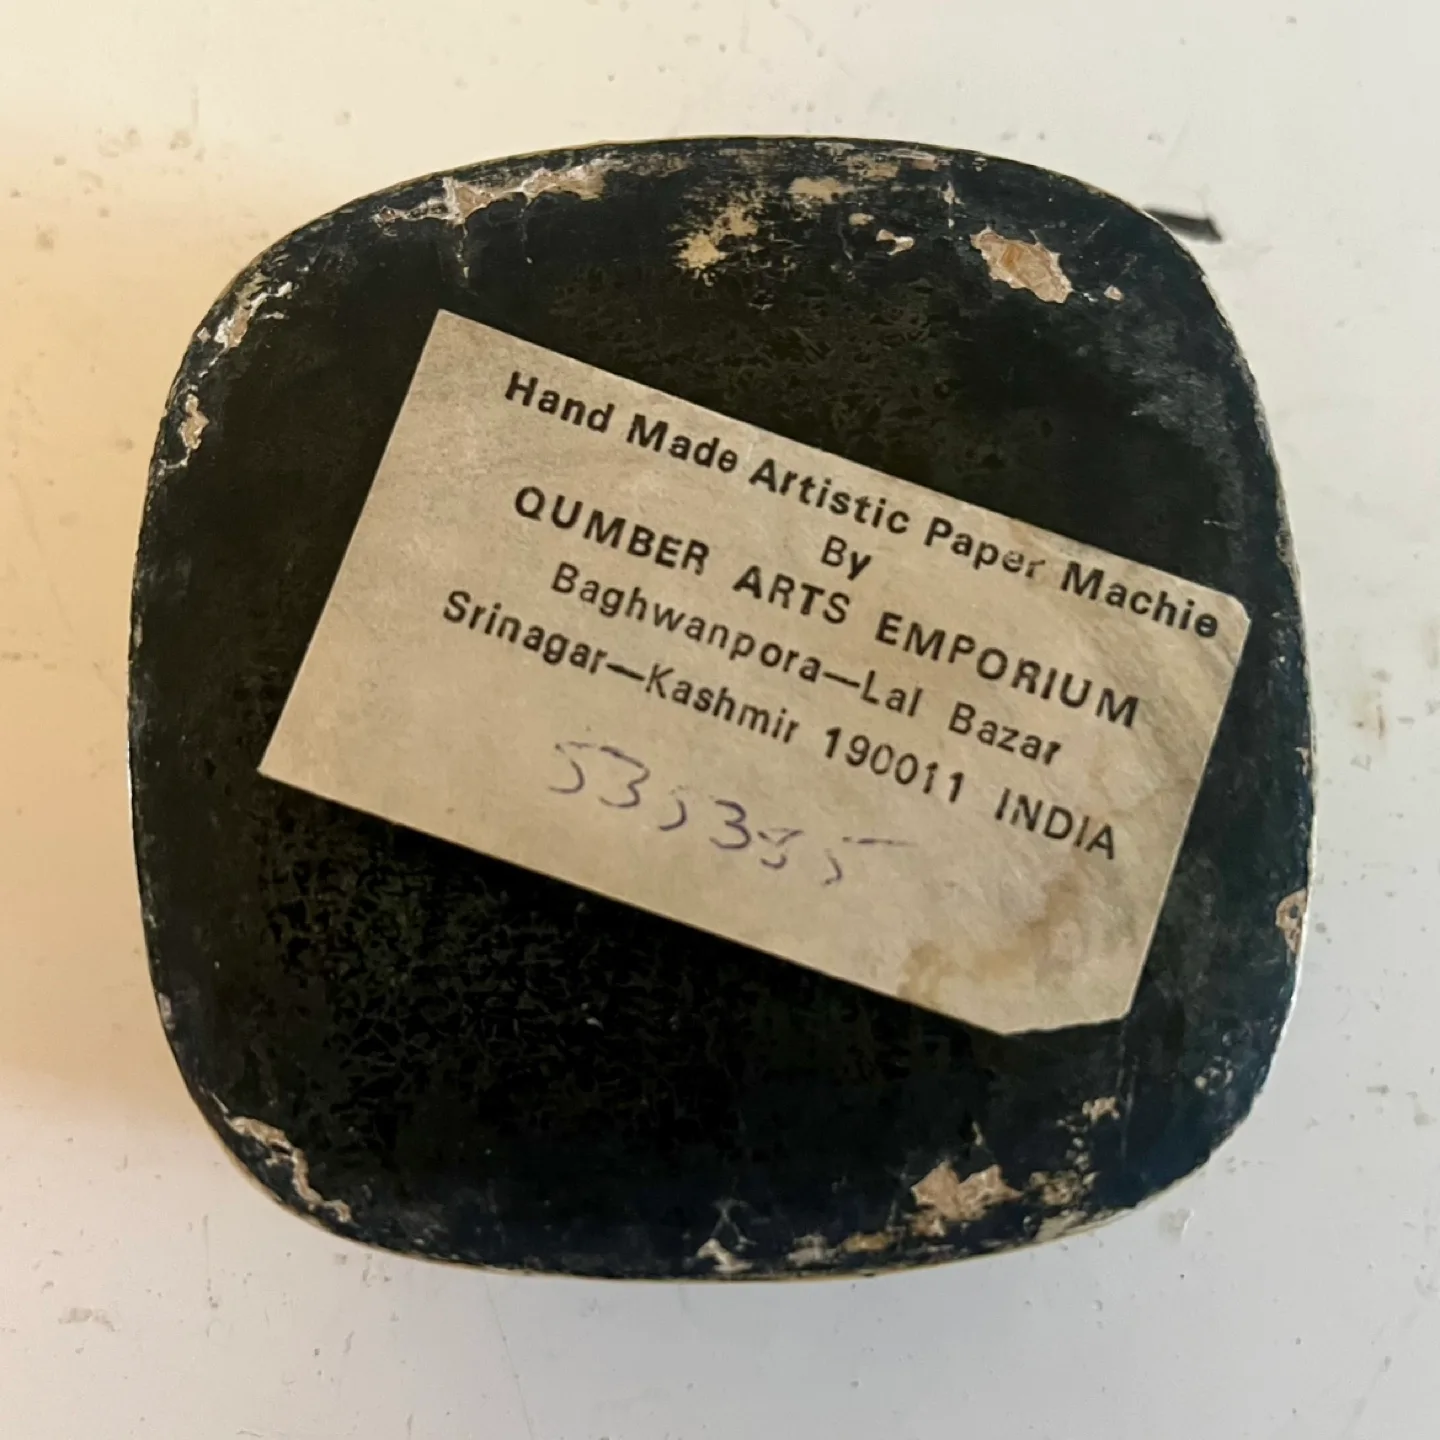 Hand Made Artistic Paper Machie
By
QUMBER ARTS EMPORIUM
Baghwanpora—Lal Bazar
Srinagar—Kashmir 190011 INDIA